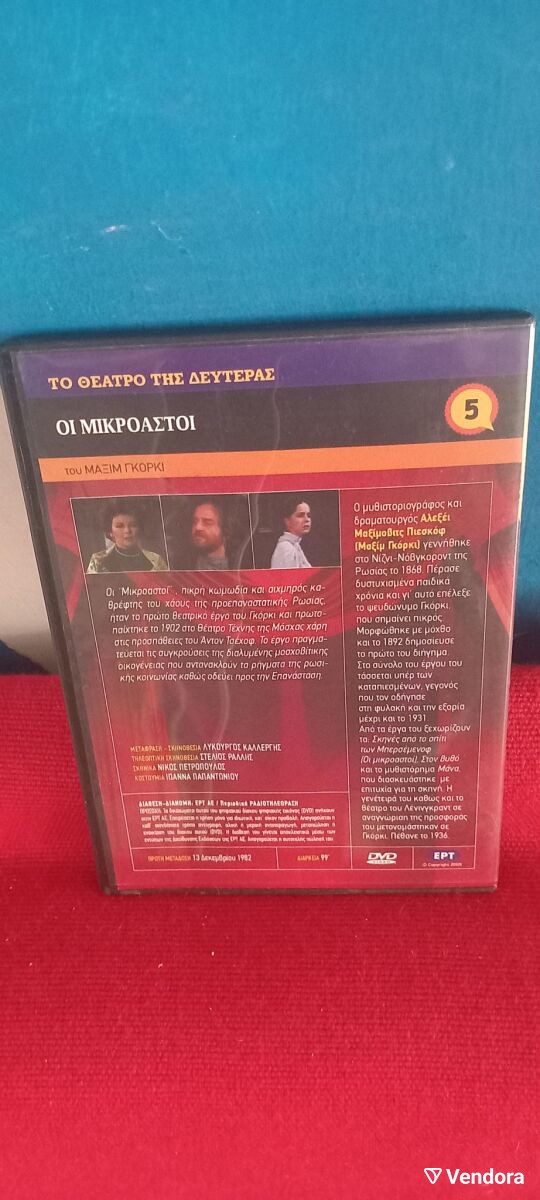 ΤΟ ΘΕΑΤΡΟ ΤΗΣ ΔΕΥΤΕΡΑΣ
5
ΟΙ ΜΙΚΡΟΑΣΤΟΙ
του ΜΑΞΙΜ ΓΚΟΡΚΙ
Οι "Μικροαστοί", πικρή κωμωδία και αιχμηρός κα-
θρέφτης του χάους της προεπαναστατικής Ρωσίας,
ήταν το πρώτο θεατρικό έργο του Γκόρκι και πρωτο-
παίχτηκε το 1902 στο Θέατρο Τέχνης της Μόσχας χάρη
στις προσπάθειες του Άντον Τσέχοφ. Το έργο πραγμα-
τεύεται τις συγκρούσεις της διαλυμένης μοσχοβίτικης
οικογένειας που αντανακλούν τα ρήγματα της ρωσι-
κής κοινωνίας καθώς οδεύει προς την Επανάσταση.
ΜΕΤΑΦΡΑΣΗ - ΣΚΗΝΟΘΕΣΙΑ ΛΥΚΟΥΡΓΟΣ ΚΑΛΛΕΡΓΗΣ
ΤΗΛΕΟΠΤΙΚΗ ΣΚΗΝΟΘΕΣΙΑ ΣΤΕΛΙΟΣ ΡΑΛΛΗΣ
ΣΚΗΝΙΚΑ ΝΙΚΟΣ ΠΕΤΡΟΠΟΥΛΟΣ
ΚΟΣΤΟΥΜΙΑ ΙΩΑΝΝΑ ΠΑΠΑΝΤΩΝΙΟΥ
Ο μυθιστοριογράφος και
δραματουργός Αλεξέι
Μαξίμοβιτς Πιεσκόφ
(Μαξίμ Γκόρκι) γεννήθηκε
στο Νίζνι-Νόβγκοροντ της
Ρωσίας το 1868. Πέρασε
δυστυχισμένα παιδικά
χρόνια και γι' αυτό επέλεξε
το ψευδώνυμο Γκόρκι,
που σημαίνει πικρός.
Μορφώθηκε με μόχθο
και το 1892 δημοσίευσε
το πρώτο του διήγημα.
Στο σύνολο του έργου του
τάσσεται υπέρ των
καταπιεσμένων, γεγονός
που τον οδήγησε
στη φυλακή και την εξορία
μέχρι και το 1931
Από τα έργα του ξεχωρίζουν
τα: Σκηνές από το σπίτι
των Μπερσέμενοφ
[Οι μικροαστοί], Στον βυθό
και το μυθιστόρημα Μάνα,
που διασκευάστηκε με
επιτυχία για τη σκηνή. Η
γενέτειρά του καθώς και το
θέατρο του Λένινγκραντ σε
αναγνώριση της προσφοράς
του μετανομάστηκαν σε
Γκόρκι. Πέθανε το 1936.
ΔΙΑΘΕΣΗ-ΔΙΑΝΟΜΗ: ΕΡΤ ΑΕ / Περιοδικό ΡΑΔΙΟΤΗΛΕΟΡΑΣΗ
ΠΡΩΤΗ ΜΕΤΑΔΟΣΗ 13 Δεκεμβρίου 1982
ΔΙΑΡΚΕΙΑ 99'
DVD
VIDEO
ΕΡΤ
Vendora